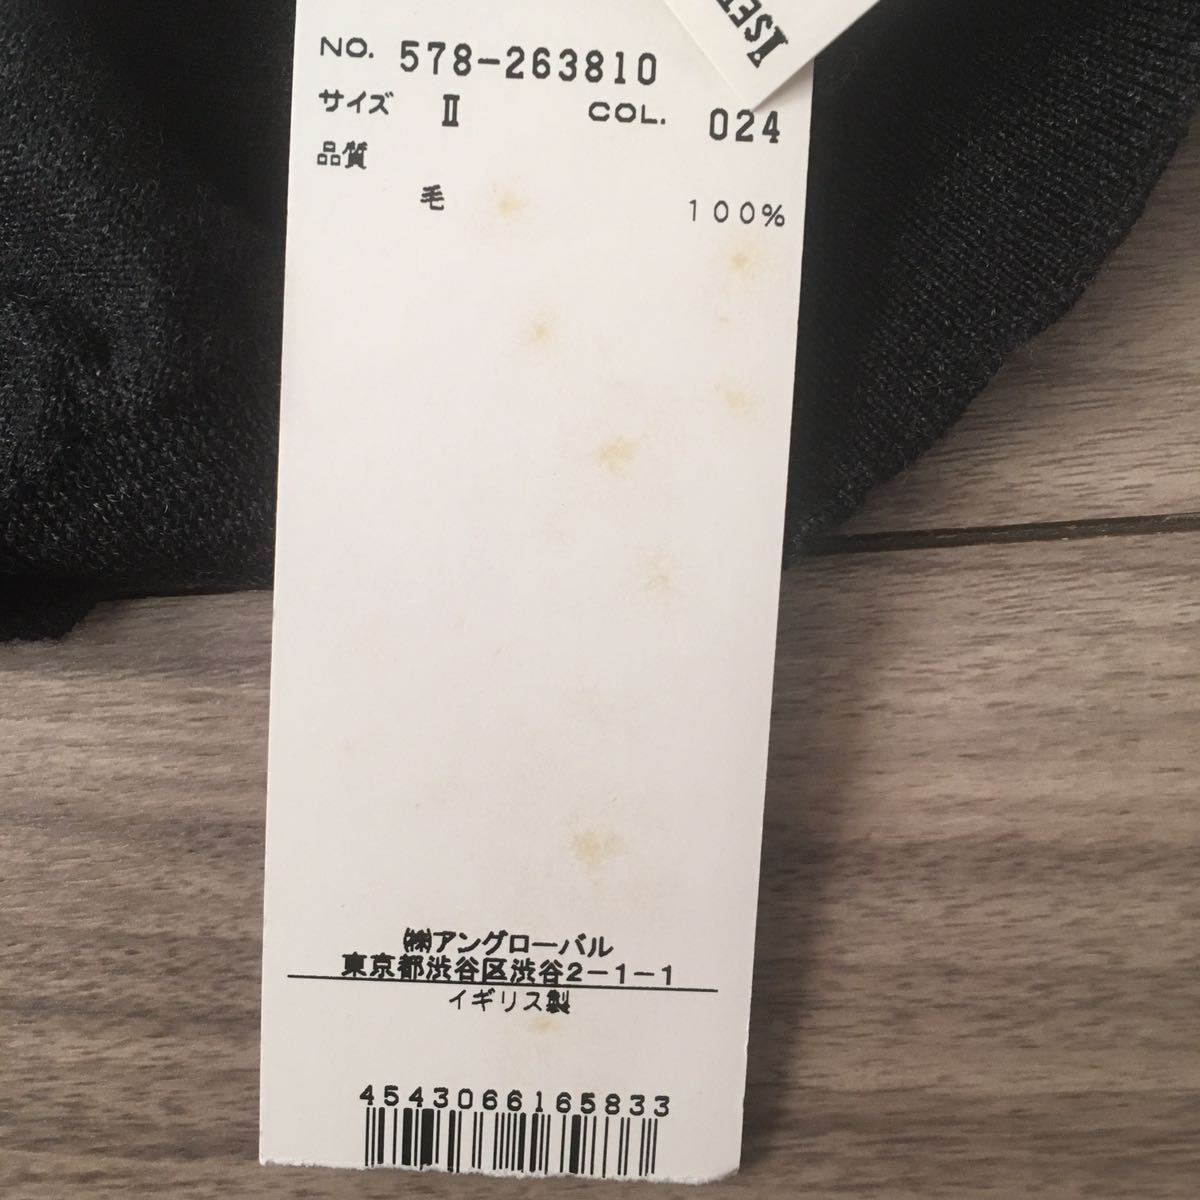 ISET
NO. 578-263810
サイズ II COL. 024
品質
毛 100%
㈱アングローバル
東京都渋谷区渋谷2-1-1
イギリス製
4543066165833